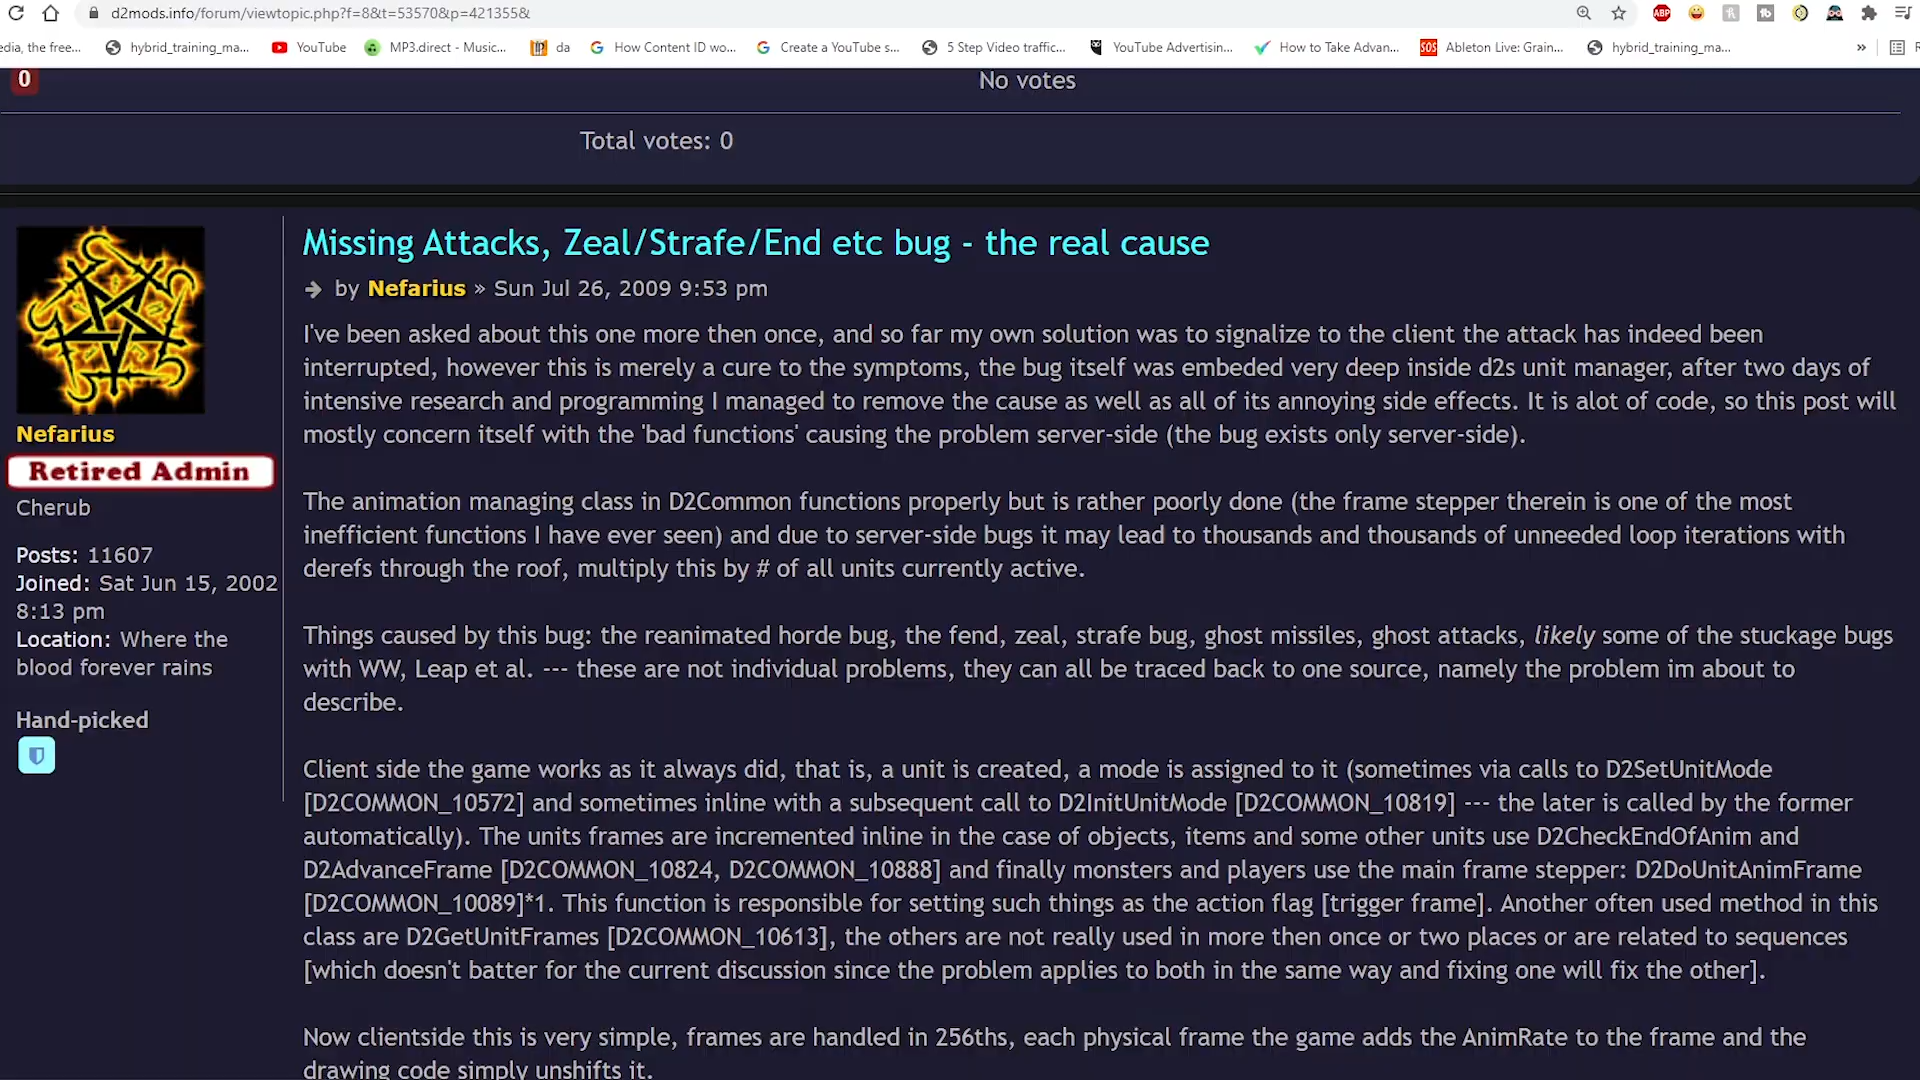 d2mods.info/forum/viewtopic.php?f=8&t=53570&p=421355&
ABP
edia, the free... hybrid_training_ma... YouTube MP3.direct - Music... da How Content ID wo... Create a YouTube s... 5 Step Video traffic... YouTube Advertisin... How to Take Advan... SOS Ableton Live: Grain... hybrid_training_ma... » R
0 No votes
Total votes: 0
Missing Attacks, Zeal/Strafe/End etc bug - the real cause
by Nefarius » Sun Jul 26, 2009 9:53 pm
I've been asked about this one more then once, and so far my own solution was to signalize to the client the attack has indeed been
interrupted, however this is merely a cure to the symptoms, the bug itself was embeded very deep inside d2s unit manager, after two days of
intensive research and programming I managed to remove the cause as well as all of its annoying side effects. It is alot of code, so this post will
mostly concern itself with the 'bad functions' causing the problem server-side (the bug exists only server-side).
The animation managing class in D2Common functions properly but is rather poorly done (the frame stepper therein is one of the most
inefficient functions I have ever seen) and due to server-side bugs it may lead to thousands and thousands of unneeded loop iterations with
derefs through the roof, multiply this by # of all units currently active.
Things caused by this bug: the reanimated horde bug, the fend, zeal, strafe bug, ghost missiles, ghost attacks, likely some of the stuckage bugs
with WW, Leap et al. --- these are not individual problems, they can all be traced back to one source, namely the problem im about to
describe.
Client side the game works as it always did, that is, a unit is created, a mode is assigned to it (sometimes via calls to D2SetUnitMode
[D2COMMON_10572] and sometimes inline with a subsequent call to D2InitUnitMode [D2COMMON_10819] --- the later is called by the former
automatically). The units frames are incremented inline in the case of objects, items and some other units use D2CheckEndOfAnim and
D2AdvanceFrame [D2COMMON_10824, D2COMMON_10888] and finally monsters and players use the main frame stepper: D2DoUnitAnimFrame
[D2COMMON_10089]*1. This function is responsible for setting such things as the action flag [trigger frame]. Another often used method in this
class are D2GetUnitFrames [D2COMMON_10613], the others are not really used in more then once or two places or are related to sequences
[which doesn't batter for the current discussion since the problem applies to both in the same way and fixing one will fix the other].
Now clientside this is very simple, frames are handled in 256ths, each physical frame the game adds the AnimRate to the frame and the
drawing code simply unshifts it.
Nefarius
Retired Admin
Cherub
Posts: 11607
Joined: Sat Jun 15, 2002
8:13 pm
Location: Where the
blood forever rains
Hand-picked